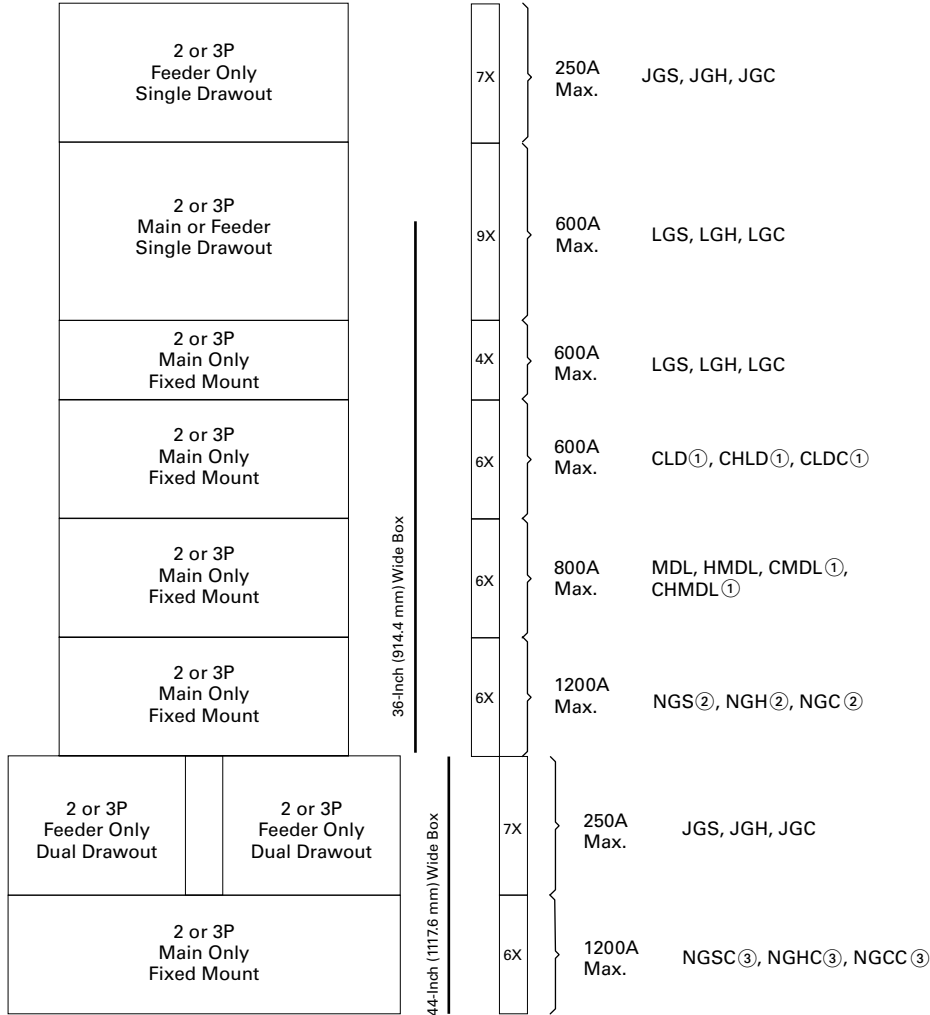 2 or 3P
Feeder Only
Single Drawout
7X
250A
Max.
JGS, JGH, JGC
2 or 3P
Main or Feeder
Single Drawout
9X
600A
Max.
LGS, LGH, LGC
2 or 3P
Main Only
Fixed Mount
4X
600A
Max.
LGS, LGH, LGC
2 or 3P
Main Only
Fixed Mount
6X
600A
Max.
CLD①, CHLD①, CLDC①
2 or 3P
Main Only
Fixed Mount
6X
800A
Max.
MDL, HMDL, CMDL①,
CHMDL①
2 or 3P
Main Only
Fixed Mount
36-Inch (914.4 mm) Wide Box
6X
1200A
Max.
NGS②, NGH②, NGC②
2 or 3P
Feeder Only
Dual Drawout
2 or 3P
Feeder Only
Dual Drawout
7X
250A
Max.
JGS, JGH, JGC
2 or 3P
Main Only
Fixed Mount
44-Inch (1117.6 mm) Wide Box
6X
1200A
Max.
NGSC③, NGHC③, NGCC③